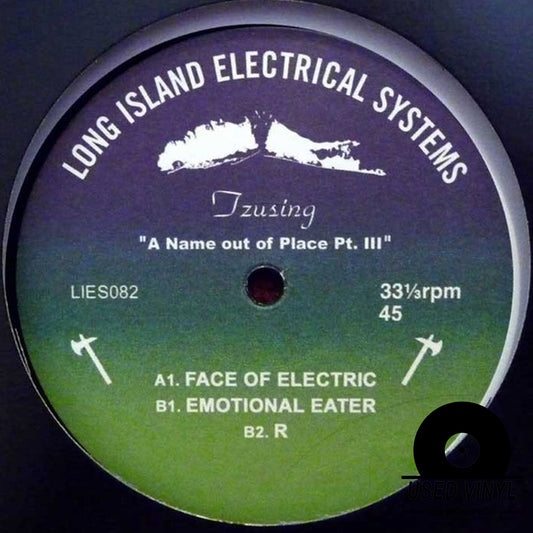 LONG ISLAND ELECTRICAL SYSTEMS
Tzusing
"A Name out of Place Pt. III"
LIES082
33⅓rpm
45
A1. FACE OF ELECTRIC
B1. EMOTIONAL EATER
B2. R
USED VINYL